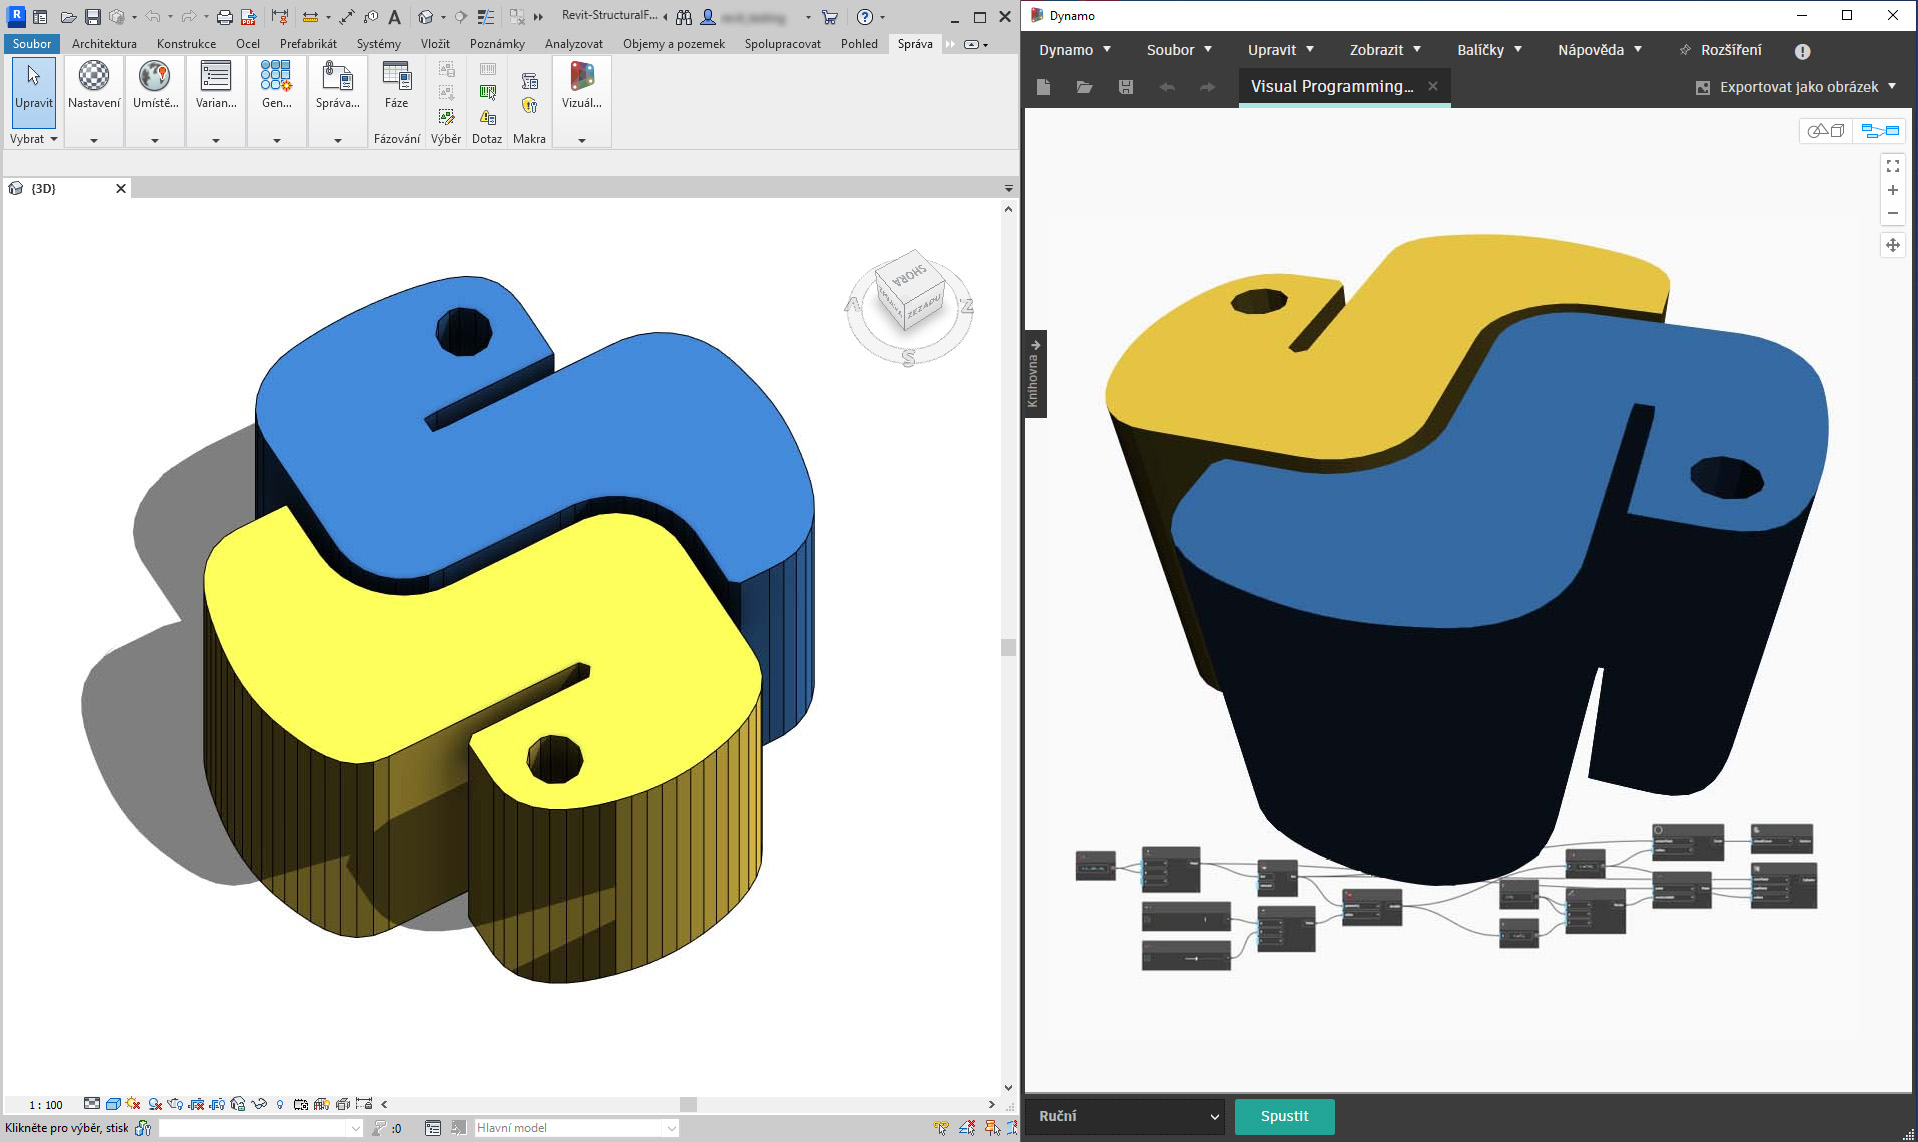 Revit-StructuralF...
Soubor Architektura Konstrukce Ocel Prefabrikát Systémy Vložit Poznámky Analyzovat Objemy a pozemek Spolupracovat Pohled Správa
Upravit Nastavení Umístě... Varian... Gen... Správa... Fáze Vizuál...
Vybrat Fázování Výběr Dotaz Makra
{3D}
SHORA
ZEZADU
A
Z
S
1 : 100
Klikněte pro výběr, stisk :0 Hlavní model
Dynamo
Dynamo Soubor Upravit Zobrazit Balíčky Nápověda Rozšíření
Visual Programming... Exportovat jako obrázek
Knihovna
Ruční Spustit